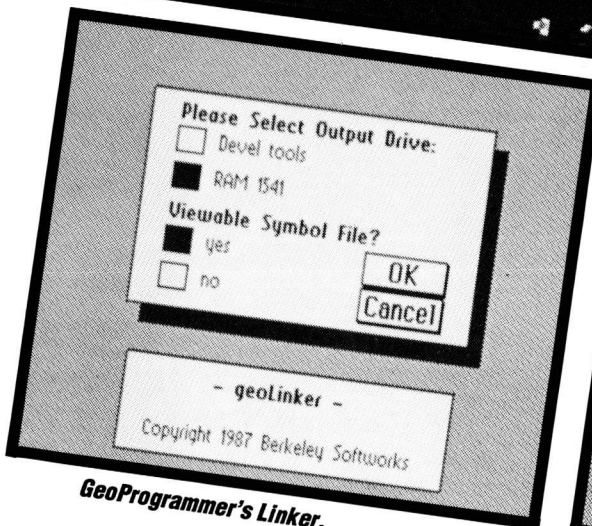 Please Select Output Drive:
Devel tools
RAM 1541
Viewable Symbol File?
yes
no
OK
Cancel
- geoLinker -
Copyright 1987 Berkeley Softworks
GeoProgrammer's Linker.